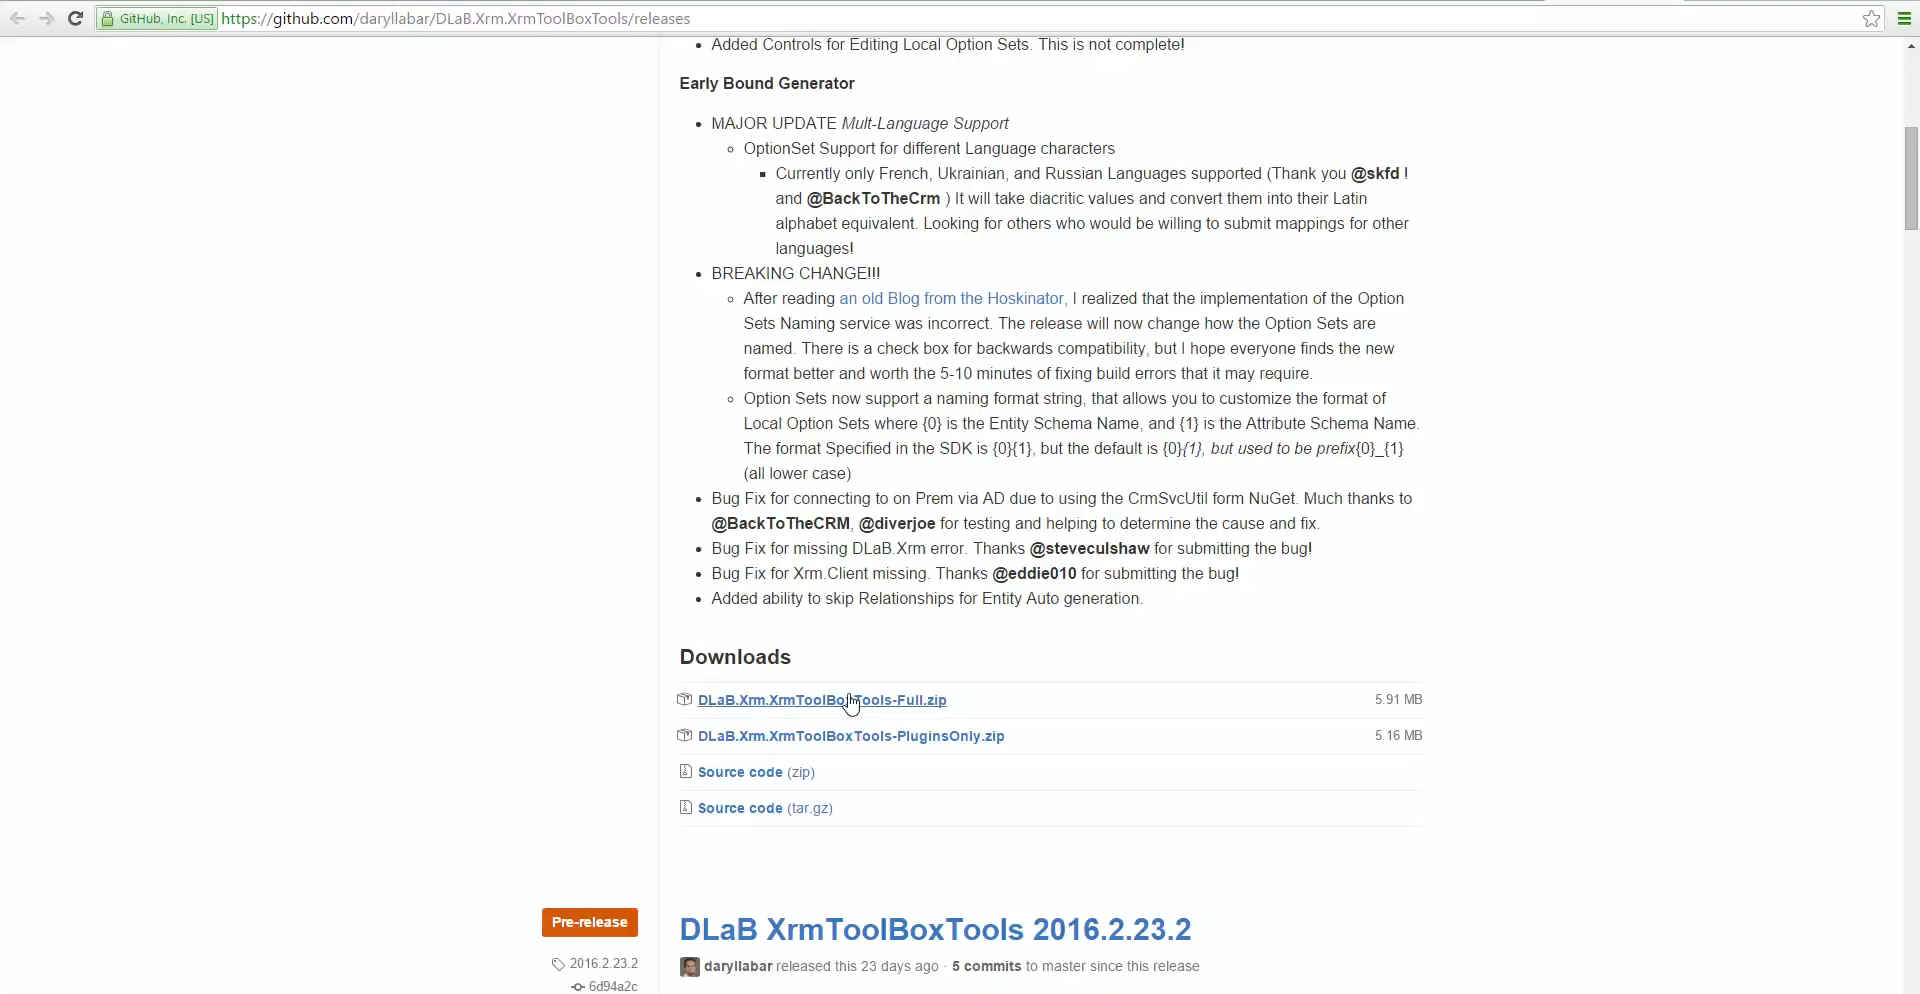 GitHub, Inc. [US] https://github.com/daryllabar/DLaB.Xrm.XrmToolBoxTools/releases
Added Controls for Editing Local Option Sets. This is not complete!
Early Bound Generator
MAJOR UPDATE Mult-Language Support
OptionSet Support for different Language characters
Currently only French, Ukrainian, and Russian Languages supported (Thank you @skfd !
and @BackToTheCrm ) It will take diacritic values and convert them into their Latin
alphabet equivalent. Looking for others who would be willing to submit mappings for other
languages!
BREAKING CHANGE!!!
After reading an old Blog from the Hoskinator, I realized that the implementation of the Option
Sets Naming service was incorrect. The release will now change how the Option Sets are
named. There is a check box for backwards compatibility, but I hope everyone finds the new
format better and worth the 5-10 minutes of fixing build errors that it may require.
Option Sets now support a naming format string, that allows you to customize the format of
Local Option Sets where {0} is the Entity Schema Name, and {1} is the Attribute Schema Name.
The format Specified in the SDK is {0}{1}, but the default is {0}{1}, but used to be prefix{0}_{1}
(all lower case)
Bug Fix for connecting to on Prem via AD due to using the CrmSvcUtil form NuGet. Much thanks to
@BackToTheCRM, @diverjoe for testing and helping to determine the cause and fix.
Bug Fix for missing DLaB.Xrm error. Thanks @steveculshaw for submitting the bug!
Bug Fix for Xrm.Client missing. Thanks @eddie010 for submitting the bug!
Added ability to skip Relationships for Entity Auto generation.
Downloads
DLaB.Xrm.XrmToolBoxTools-Full.zip 5.91 MB
DLaB.Xrm.XrmToolBoxTools-PluginsOnly.zip 5.16 MB
Source code (zip)
Source code (tar.gz)
Pre-release DLaB XrmToolBoxTools 2016.2.23.2
2016.2.23.2 daryllabar released this 23 days ago · 5 commits to master since this release
6d94a2c